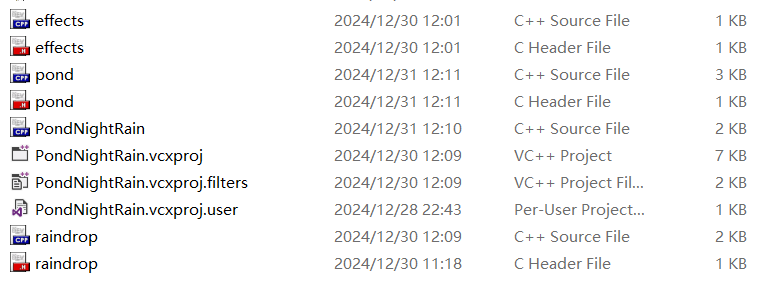 effects 2024/12/30 12:01 C++ Source File 1 KB
effects 2024/12/30 12:01 C Header File 1 KB
pond 2024/12/31 12:11 C++ Source File 3 KB
pond 2024/12/31 12:11 C Header File 1 KB
PondNightRain 2024/12/31 12:10 C++ Source File 2 KB
PondNightRain.vcxproj 2024/12/30 12:09 VC++ Project 7 KB
PondNightRain.vcxproj.filters 2024/12/30 12:09 VC++ Project Fil... 2 KB
PondNightRain.vcxproj.user 2024/12/28 22:43 Per-User Project... 1 KB
raindrop 2024/12/30 12:09 C++ Source File 2 KB
raindrop 2024/12/30 11:18 C Header File 1 KB